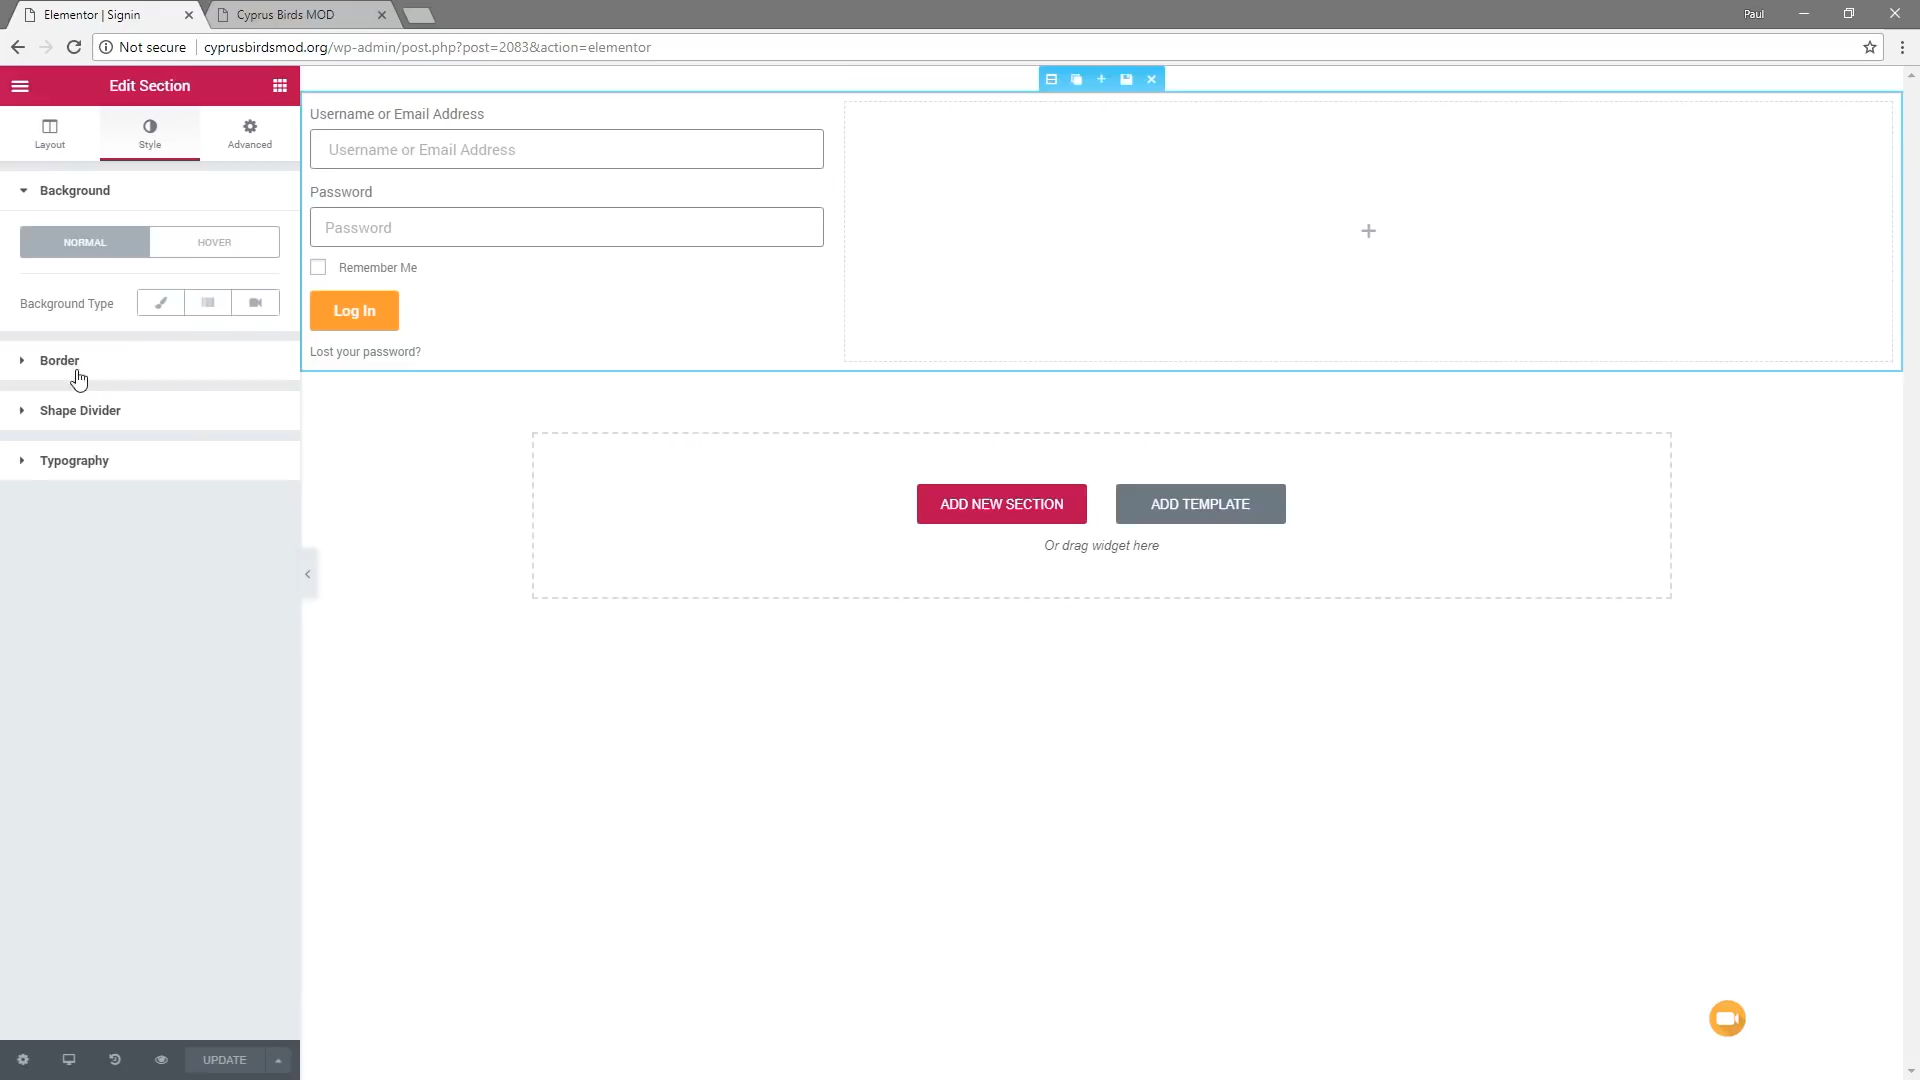 Elementor | Signin
Cyprus Birds MOD
Paul
Not secure
cyprusbirdsmod.org/wp-admin/post.php?post=2083&action=elementor
Edit Section
Layout
Style
Advanced
Background
NORMAL
HOVER
Background Type
Border
Shape Divider
Typography
UPDATE
Username or Email Address
Username or Email Address
Password
Password
Remember Me
Log In
Lost your password?
ADD NEW SECTION
ADD TEMPLATE
Or drag widget here